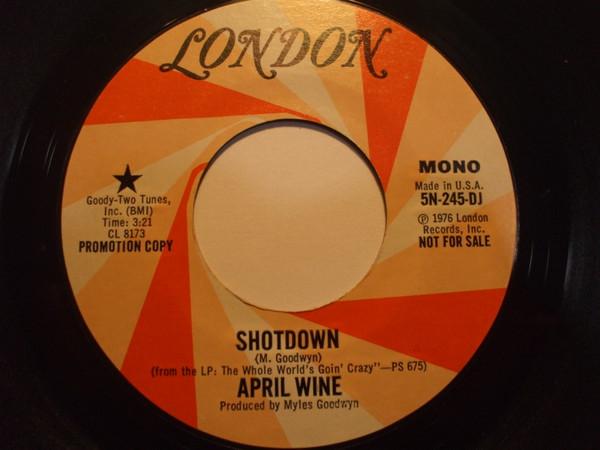 LONDON
★
Goody-Two Tunes,
Inc. (BMI)
Time: 3:21
CL 8173
PROMOTION COPY
MONO
Made in U.S.A.
5N-245-DJ
℗ 1976 London
Records, Inc.
NOT FOR SALE
SHOTDOWN
(M. Goodwyn)
(from the LP: The Whole World's Goin' Crazy"—PS 675)
APRIL WINE
Produced by Myles Goodwyn